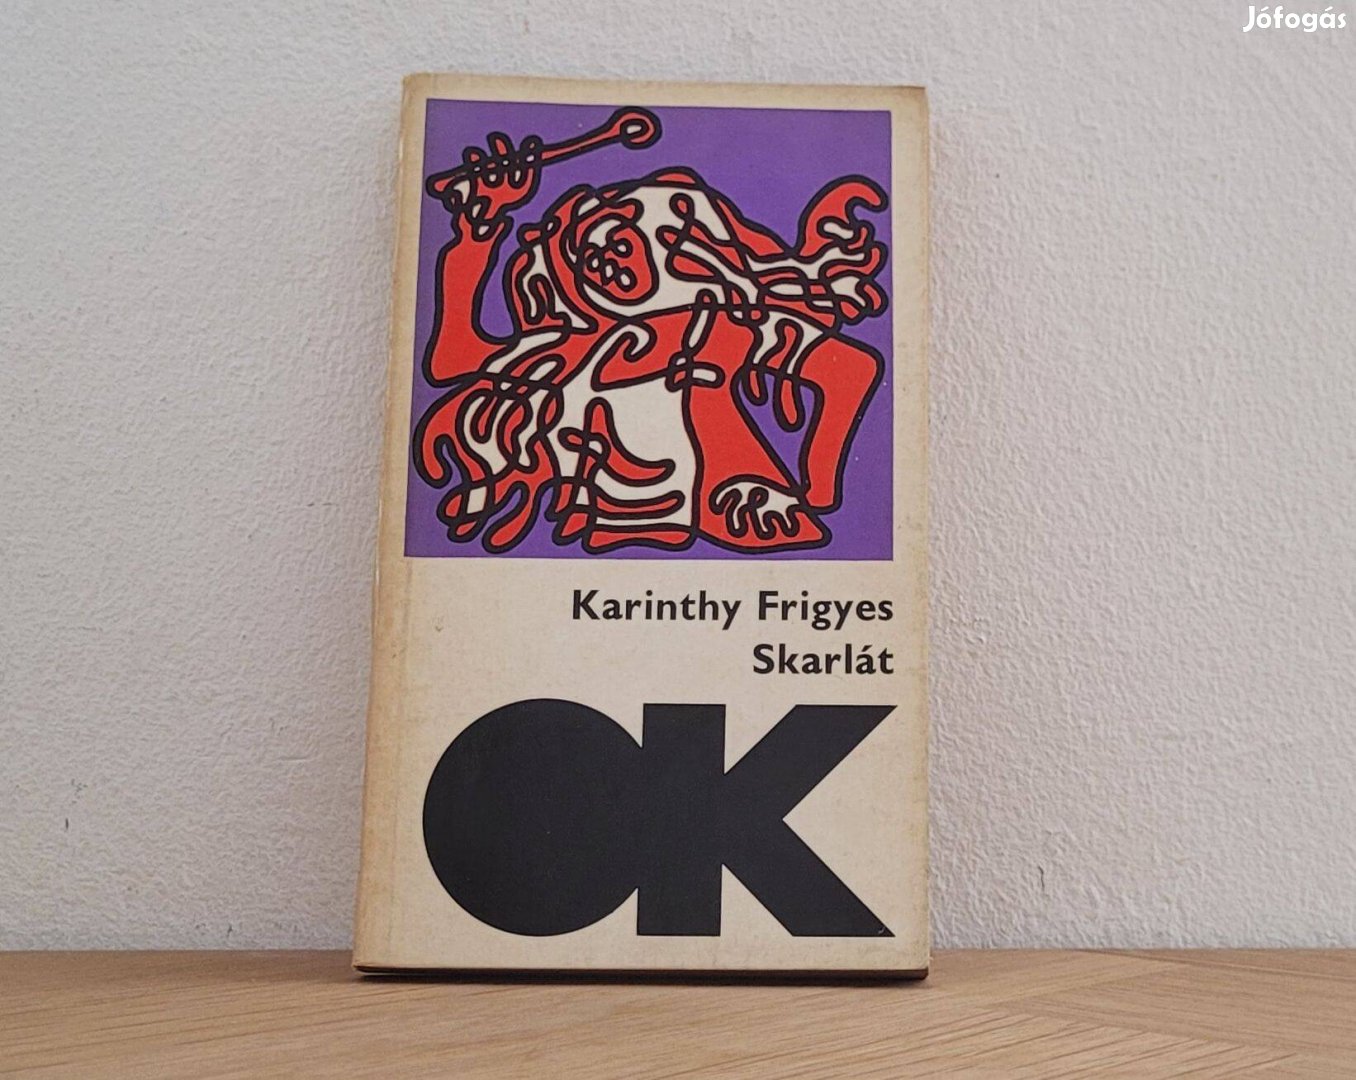 Jófogás
Karinthy Frigyes
Skarlát
OK